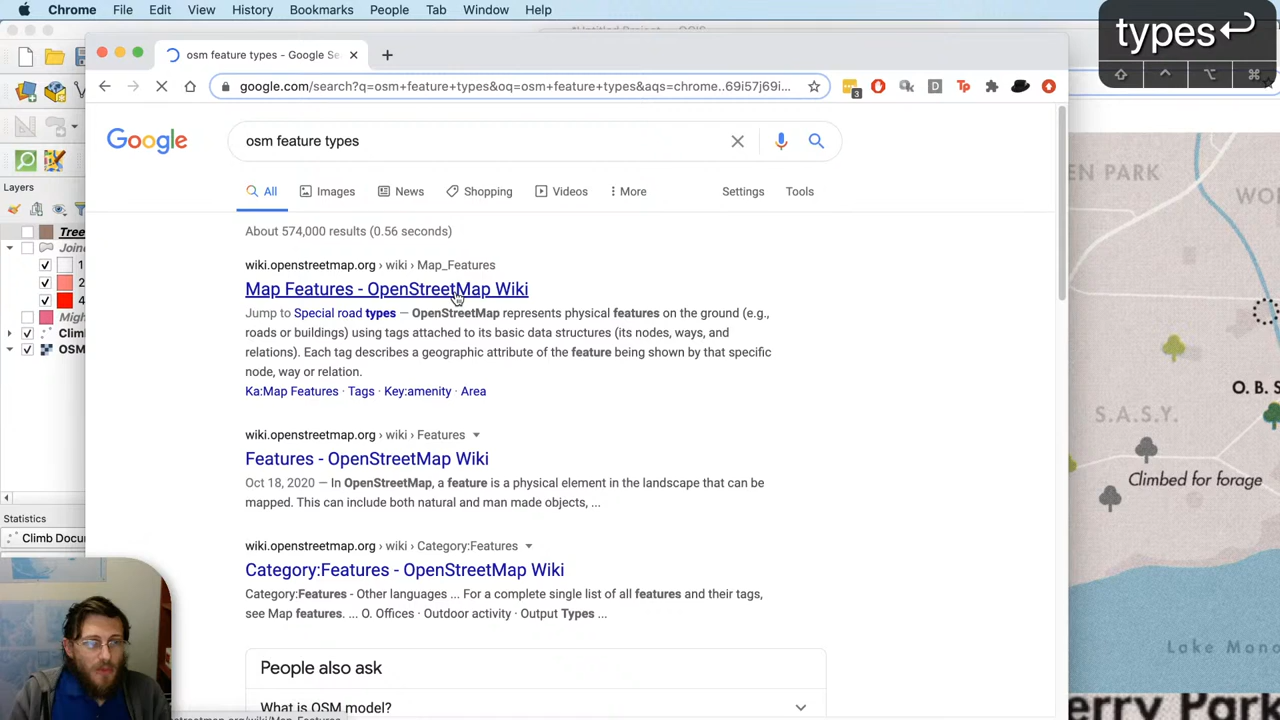 Chrome File Edit View History Bookmarks People Tab Window Help
types
osm feature types - Google Se
google.com/search?q=osm+feature+types&oq=osm+feature+types&aqs=chrome..69i57j69i...
3
Google
osm feature types
All Images News Shopping Videos More Settings Tools
About 574,000 results (0.56 seconds)
wiki.openstreetmap.org › wiki › Map_Features
Map Features - OpenStreetMap Wiki
Jump to Special road types — OpenStreetMap represents physical features on the ground (e.g.,
roads or buildings) using tags attached to its basic data structures (its nodes, ways, and
relations). Each tag describes a geographic attribute of the feature being shown by that specific
node, way or relation.
Ka:Map Features · Tags · Key:amenity · Area
wiki.openstreetmap.org › wiki › Features
Features - OpenStreetMap Wiki
Oct 18, 2020 — In OpenStreetMap, a feature is a physical element in the landscape that can be
mapped. This can include both natural and man made objects, ...
wiki.openstreetmap.org › wiki › Category:Features
Category:Features - OpenStreetMap Wiki
Category:Features - Other languages ... For a complete single list of all features and their tags,
see Map features. ... O. Offices · Outdoor activity · Output Types ...
People also ask
What is OSM model?
Layers
Tree
Joine
1
2
4
Migh
Climb
OSM
Statistics
Climb Docu
EN PARK
WO
O. B. S
S.A.S.Y.
Climbed for forage
Lake Mono
erry Park